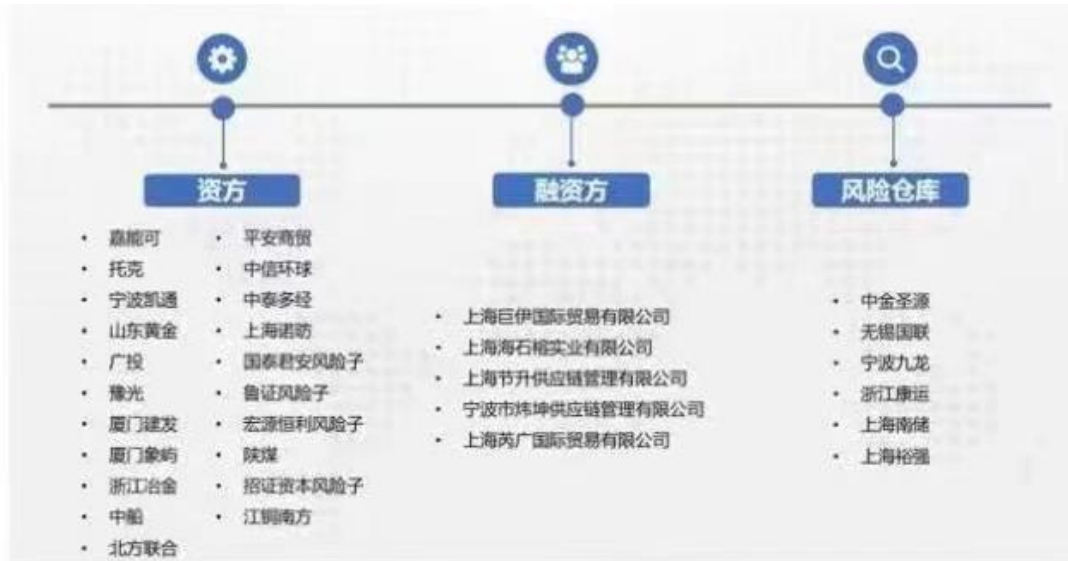 资方
嘉能可
托克
宁波凯通
山东黄金
广投
豫光
厦门建发
厦门象屿
浙江冶金
中船
北方联合
平安商贸
中信环球
中泰多经
上海诺昉
国泰君安风险子
鲁证风险子
宏源恒利风险子
陕煤
招证资本风险子
江铜南方
融资方
上海巨伊国际贸易有限公司
上海海石榴实业有限公司
上海节升供应链管理有限公司
宁波市炜坤供应链管理有限公司
上海芮广国际贸易有限公司
风险仓库
中金圣源
无锡国联
宁波九龙
浙江康运
上海南储
上海裕强